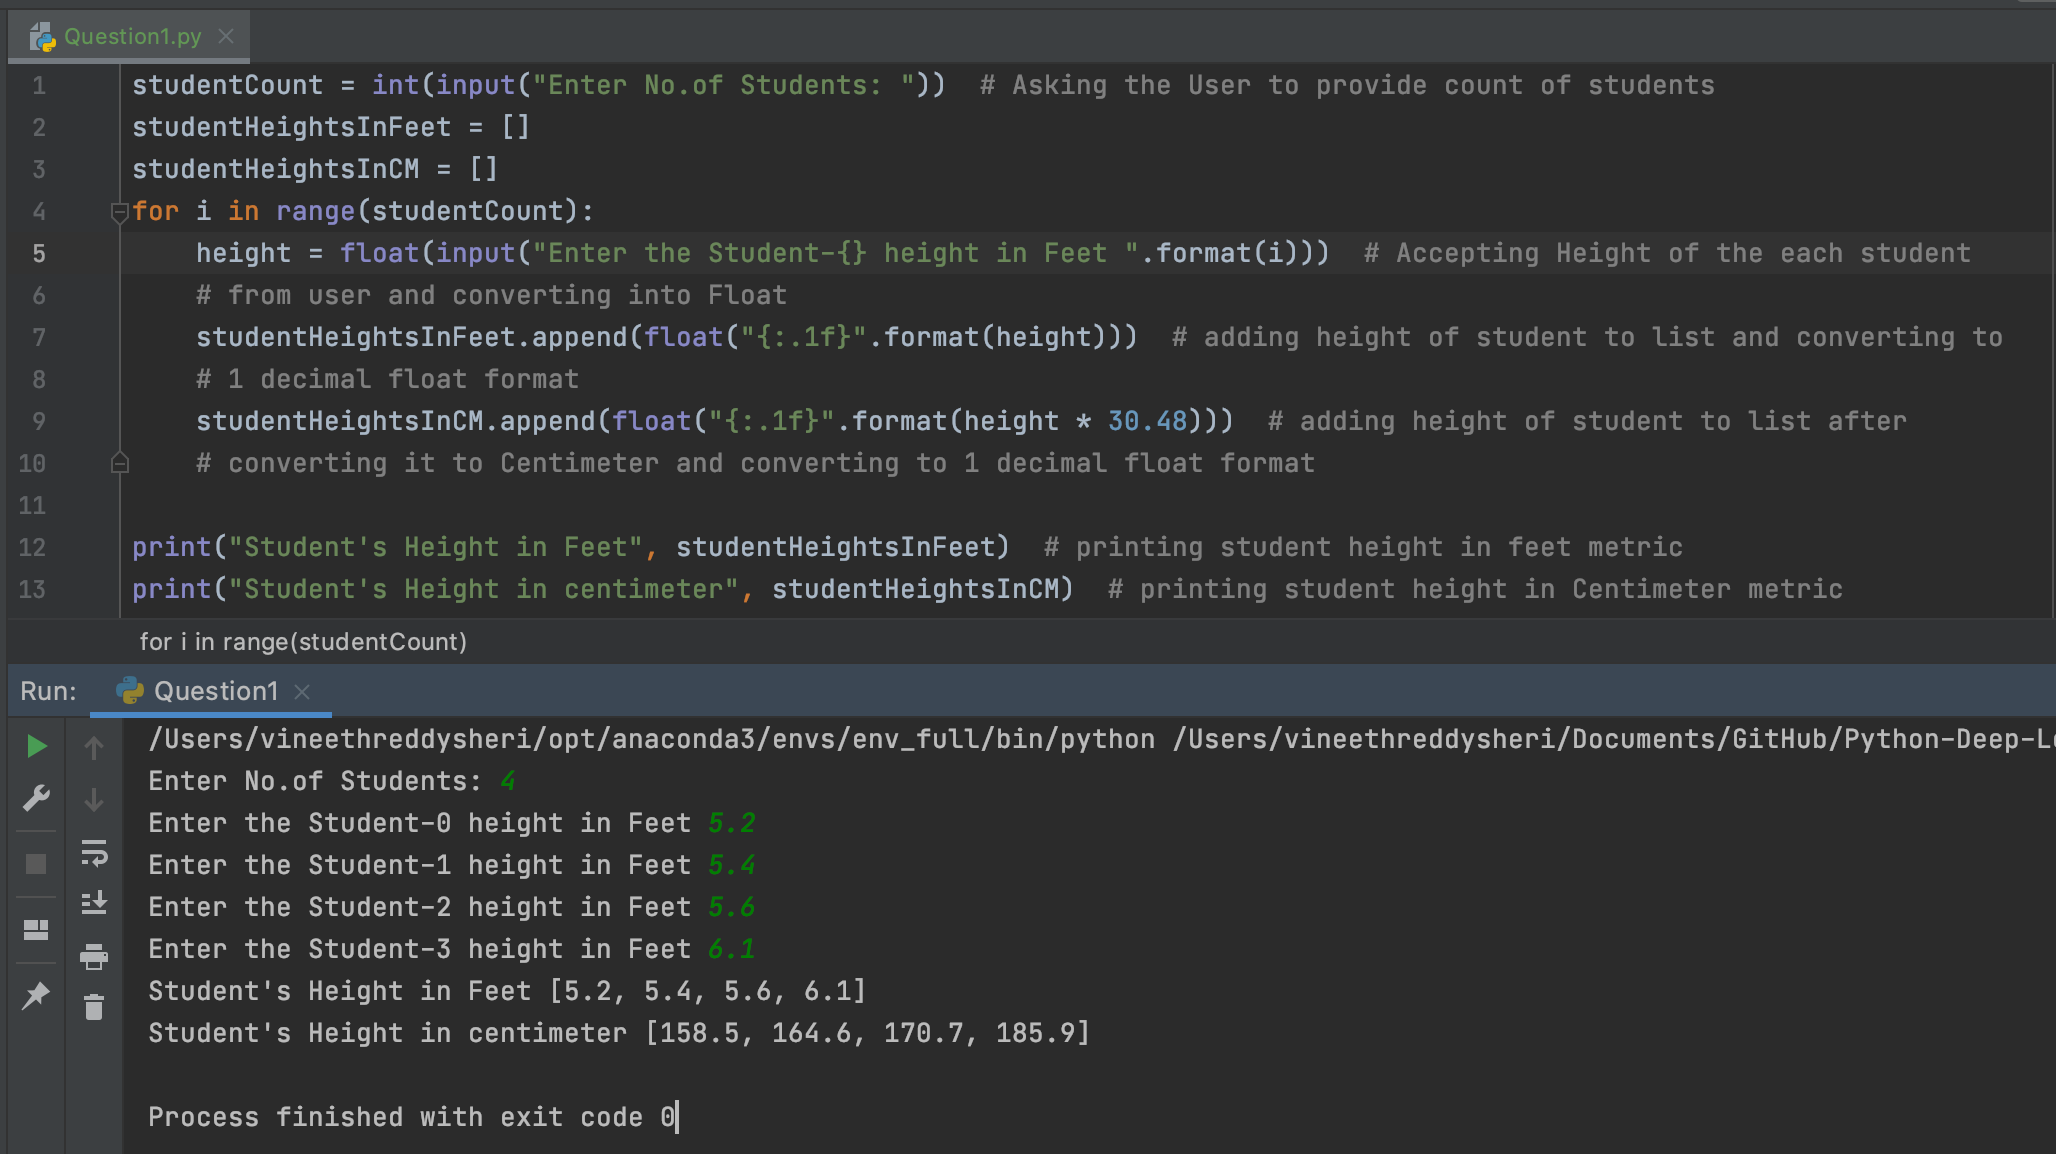 Question1.py
1 studentCount = int(input("Enter No.of Students: "))  # Asking the User to provide count of students
2 studentHeightsInFeet = []
3 studentHeightsInCM = []
4 for i in range(studentCount):
5     height = float(input("Enter the Student-{} height in Feet ".format(i)))  # Accepting Height of the each student
6     # from user and converting into Float
7     studentHeightsInFeet.append(float("{:.1f}".format(height)))  # adding height of student to list and converting to
8     # 1 decimal float format
9     studentHeightsInCM.append(float("{:.1f}".format(height * 30.48)))  # adding height of student to list after
10     # converting it to Centimeter and converting to 1 decimal float format
11
12 print("Student's Height in Feet", studentHeightsInFeet)  # printing student height in feet metric
13 print("Student's Height in centimeter", studentHeightsInCM)  # printing student height in Centimeter metric
for i in range(studentCount)
Run: Question1
/Users/vineethreddysheri/opt/anaconda3/envs/env_full/bin/python /Users/vineethreddysheri/Documents/GitHub/Python-Deep-L
Enter No.of Students: 4
Enter the Student-0 height in Feet 5.2
Enter the Student-1 height in Feet 5.4
Enter the Student-2 height in Feet 5.6
Enter the Student-3 height in Feet 6.1
Student's Height in Feet [5.2, 5.4, 5.6, 6.1]
Student's Height in centimeter [158.5, 164.6, 170.7, 185.9]
Process finished with exit code 0